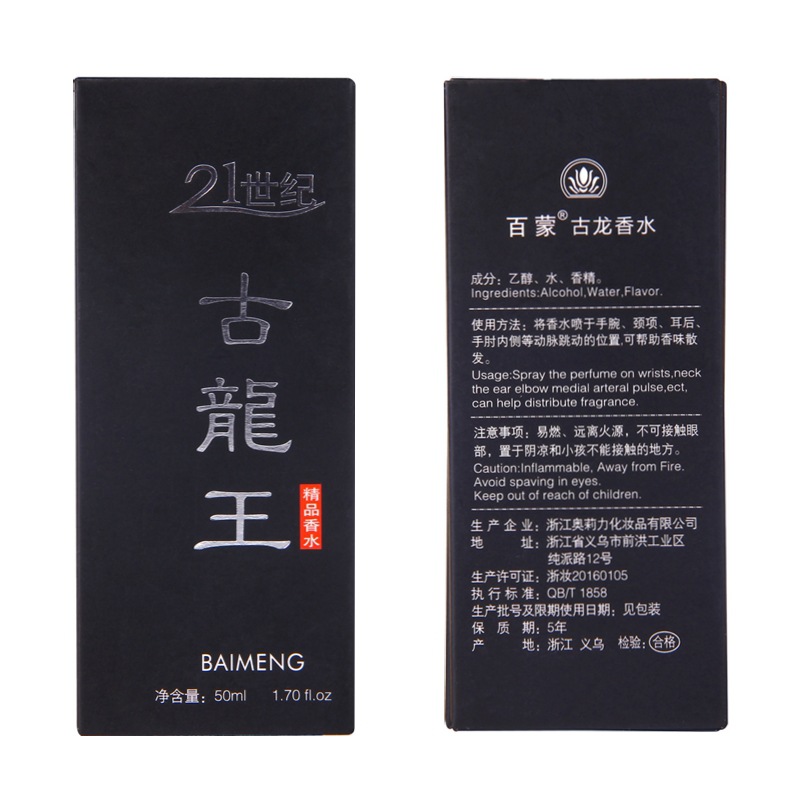 21世纪
古龍王
精品香水
BAIMENG
净含量：50ml 1.70 fl.oz
百蒙®古龙香水
成分：乙醇、水、香精。
Ingredients:Alcohol,Water,Flavor.
使用方法：将香水喷于手腕、颈项、耳后、
手肘内侧等动脉跳动的位置,可帮助香味散
发。
Usage:Spray the perfume on wrists,neck
the ear elbow medial arteral pulse,ect,
can help distribute fragrance.
注意事项：易燃、远离火源，不可接触眼
部，置于阴凉和小孩不能接触的地方。
Caution:Inflammable, Away from Fire.
Avoid spaving in eyes.
Keep out of reach of children.
生产企业：浙江奥莉力化妆品有限公司
地址：浙江省义乌市前洪工业区
纯派路12号
生产许可证：浙妆20160105
执行标准：QB/T 1858
生产批号及限期使用日期：见包装
保质期：5年
产地：浙江 义乌 检验：合格